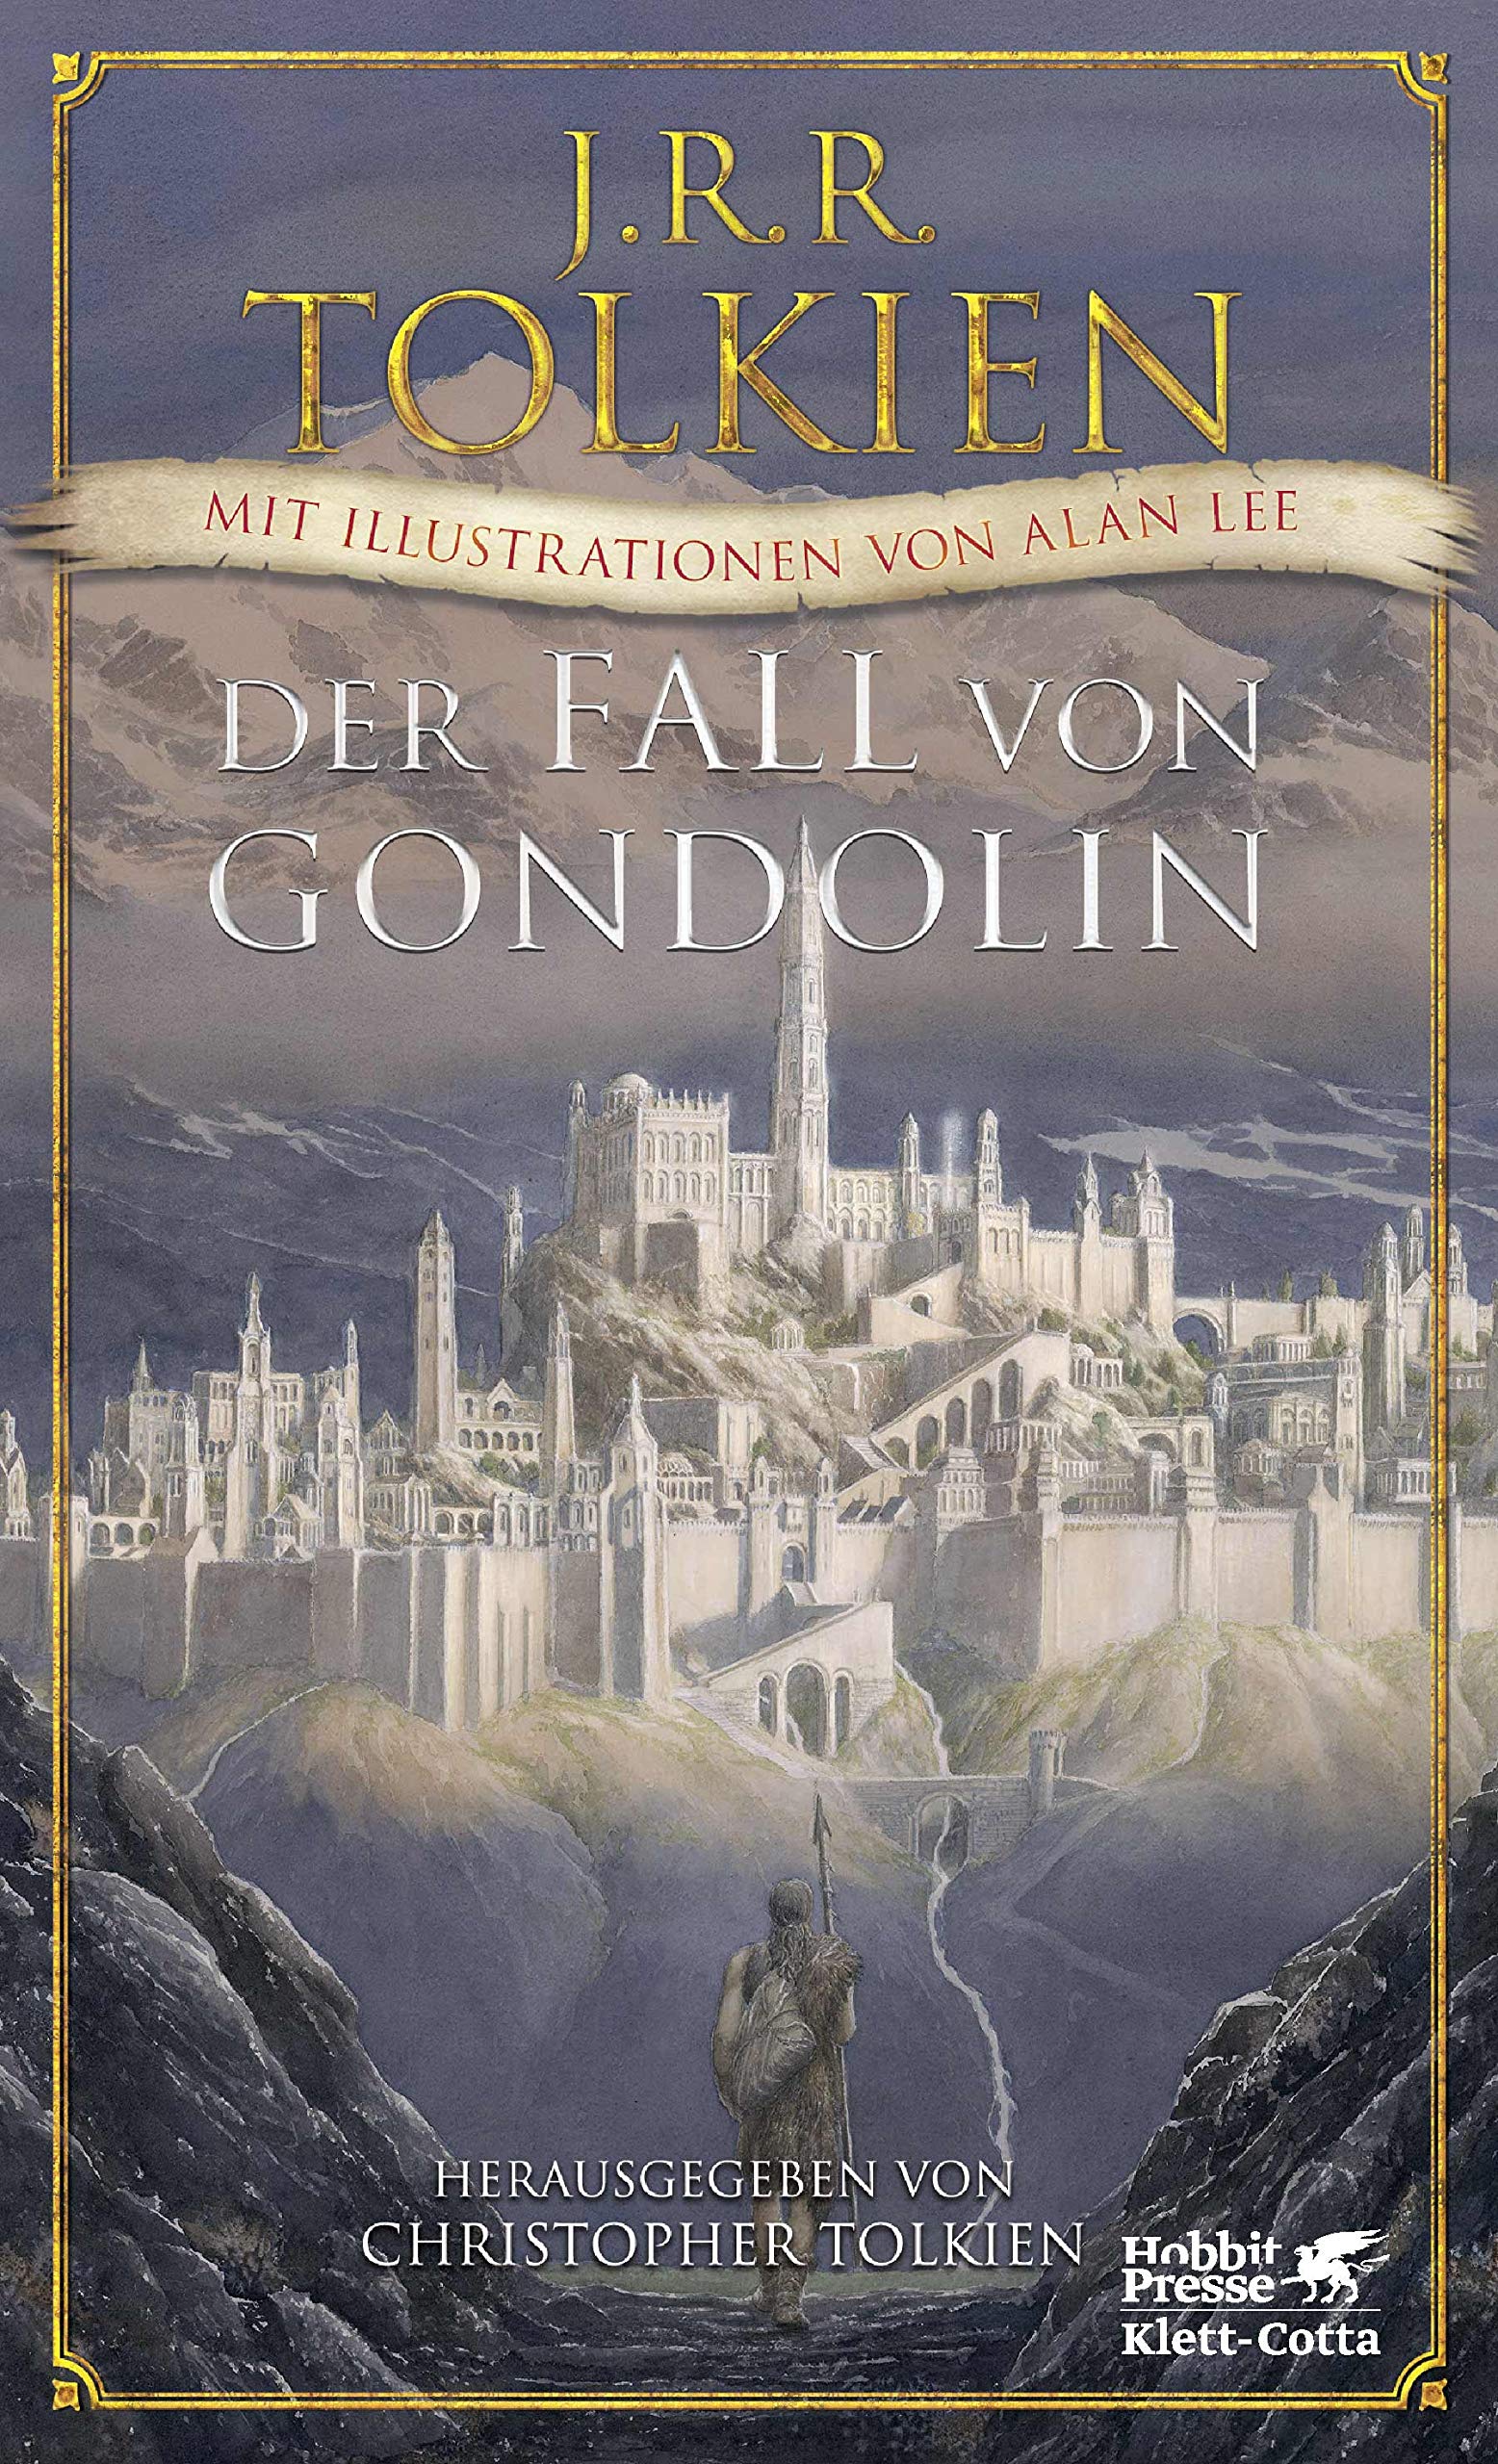 J.R.R.
TOLKIEN
MIT ILLUSTRATIONEN VON ALAN LEE
DER FALL VON
GONDOLIN
HERAUSGEGEBEN VON
CHRISTOPHER TOLKIEN
Hobbit
Presse
Klett-Cotta